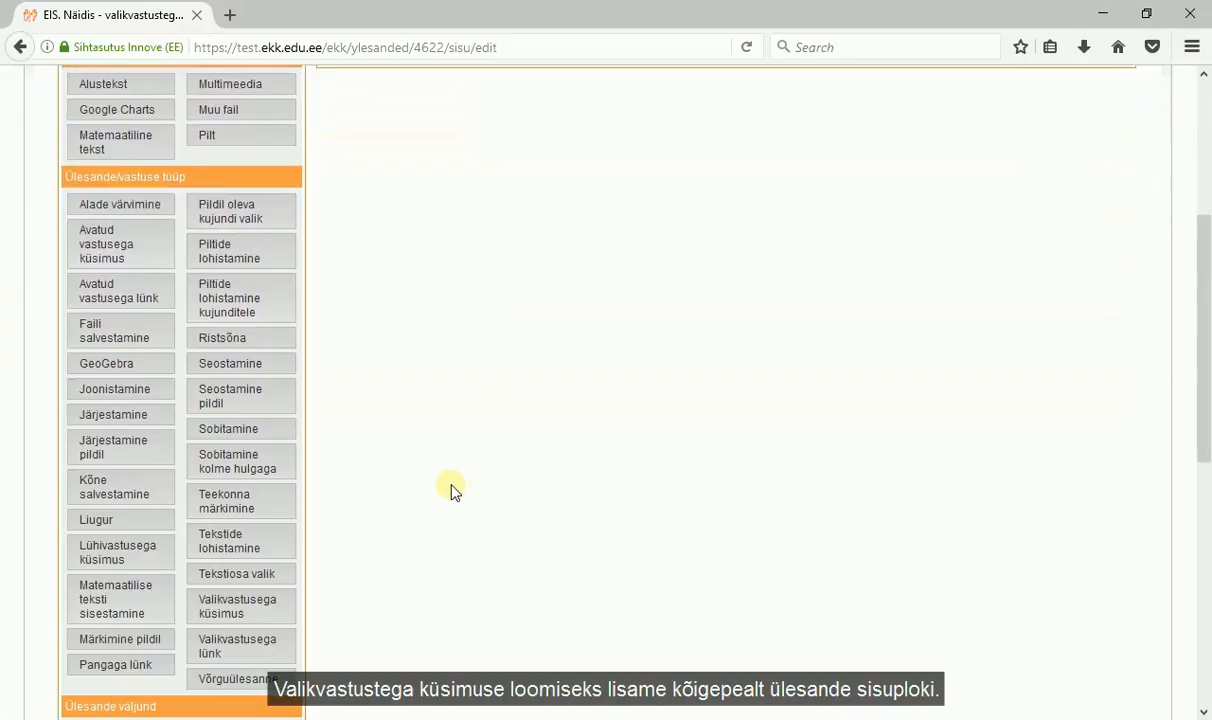 EIS. Näidis - valikvastusteg...
Sihtasutus Innove (EE)
https://test.ekk.edu.ee/ekk/ylesanded/4622/sisu/edit
Search
Alustekst
Multimeedia
Google Charts
Muu fail
Matemaatiline
tekst
Pilt
Ülesande/vastuse tüüp
Alade värvimine
Avatud
vastusega
küsimus
Avatud
vastusega lünk
Faili
salvestamine
GeoGebra
Joonistamine
Järjestamine
Järjestamine
pildil
Kõne
salvestamine
Liugur
Lühivastusega
küsimus
Matemaatilise
teksti
sisestamine
Märkimine pildil
Pangaga lünk
Pildil oleva
kujundi valik
Piltide
lohistamine
Piltide
lohistamine
kujunditele
Ristsõna
Seostamine
Seostamine
pildil
Sobitamine
Sobitamine
kolme hulgaga
Teekonna
märkimine
Tekstide
lohistamine
Tekstiosa valik
Valikvastusega
küsimus
Valikvastusega
lünk
Võrguülesanne
Ülesande väljund
Valikvastustega küsimuse loomiseks lisame kõigepealt ülesande sisuploki.